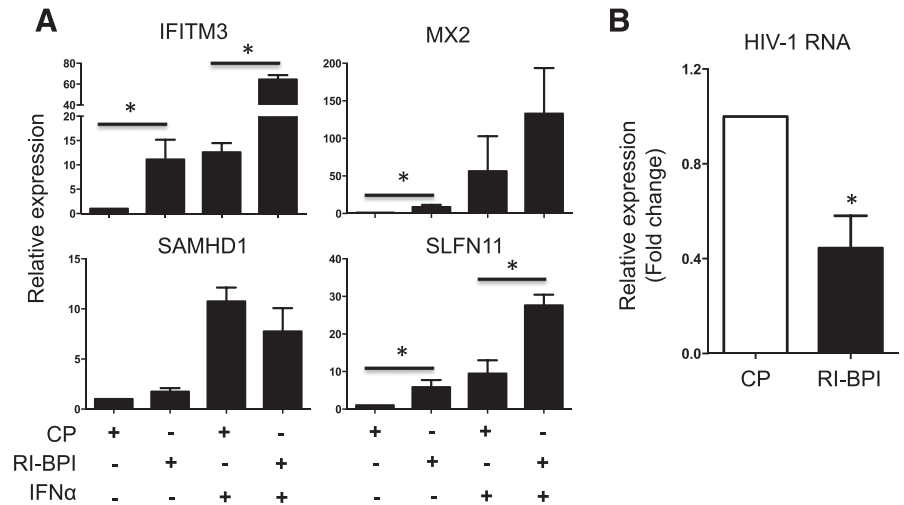 A
IFITM3
MX2
Relative expression
80
60
40
20
15
10
5
0
200
150
100
50
0
*
*
*
SAMHD1
SLFN11
15
10
5
0
40
30
20
10
0
*
*
CP + - + - + - + -
RI-BPI - + - + - + - +
IFNα - - + + - - + +
B
HIV-1 RNA
Relative expression
(Fold change)
1.2
0.8
0.4
0.0
*
CP RI-BPI